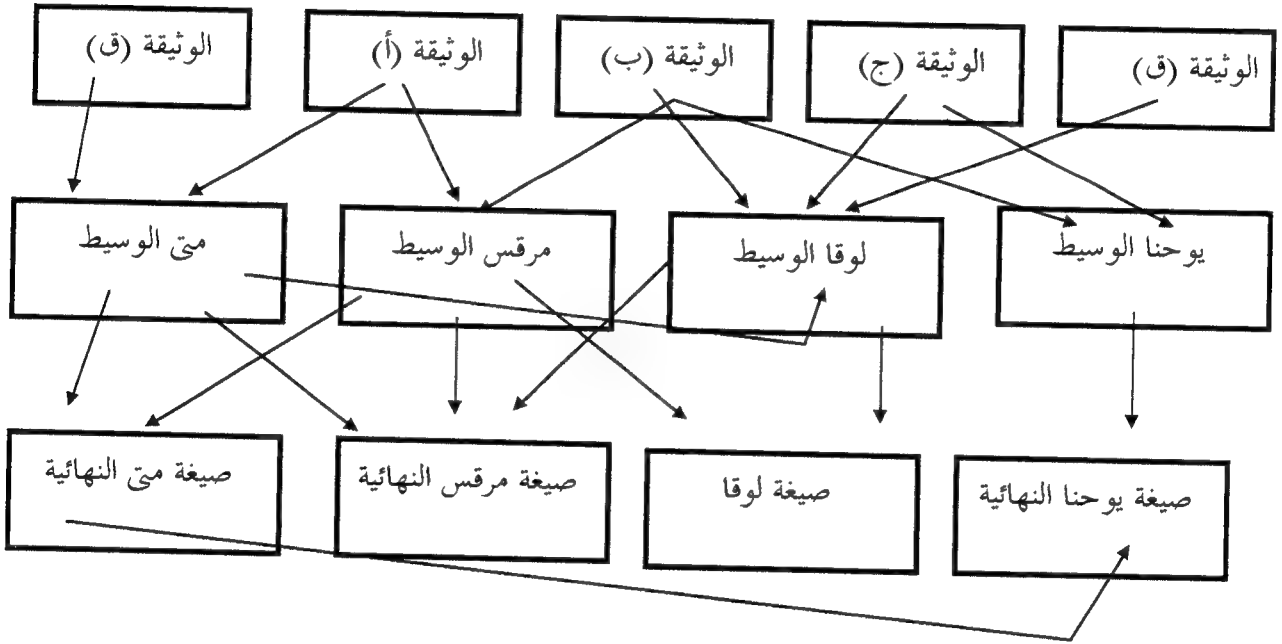 الوثيقة (ق)
الوثيقة (ج)
الوثيقة (ب)
الوثيقة (أ)
الوثيقة (ق)
يوحنا الوسيط
لوقا الوسيط
مرقس الوسيط
متى الوسيط
صيغة يوحنا النهائية
صيغة لوقا
صيغة مرقس النهائية
صيغة متى النهائية